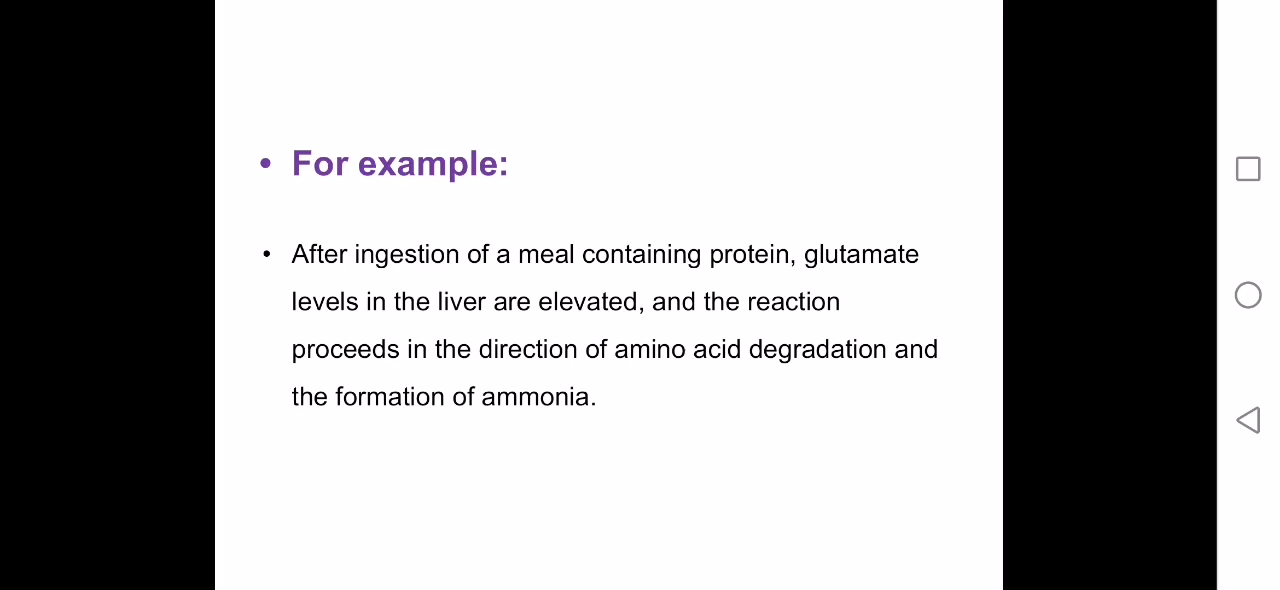 • For example:
• After ingestion of a meal containing protein, glutamate
levels in the liver are elevated, and the reaction
proceeds in the direction of amino acid degradation and
the formation of ammonia.